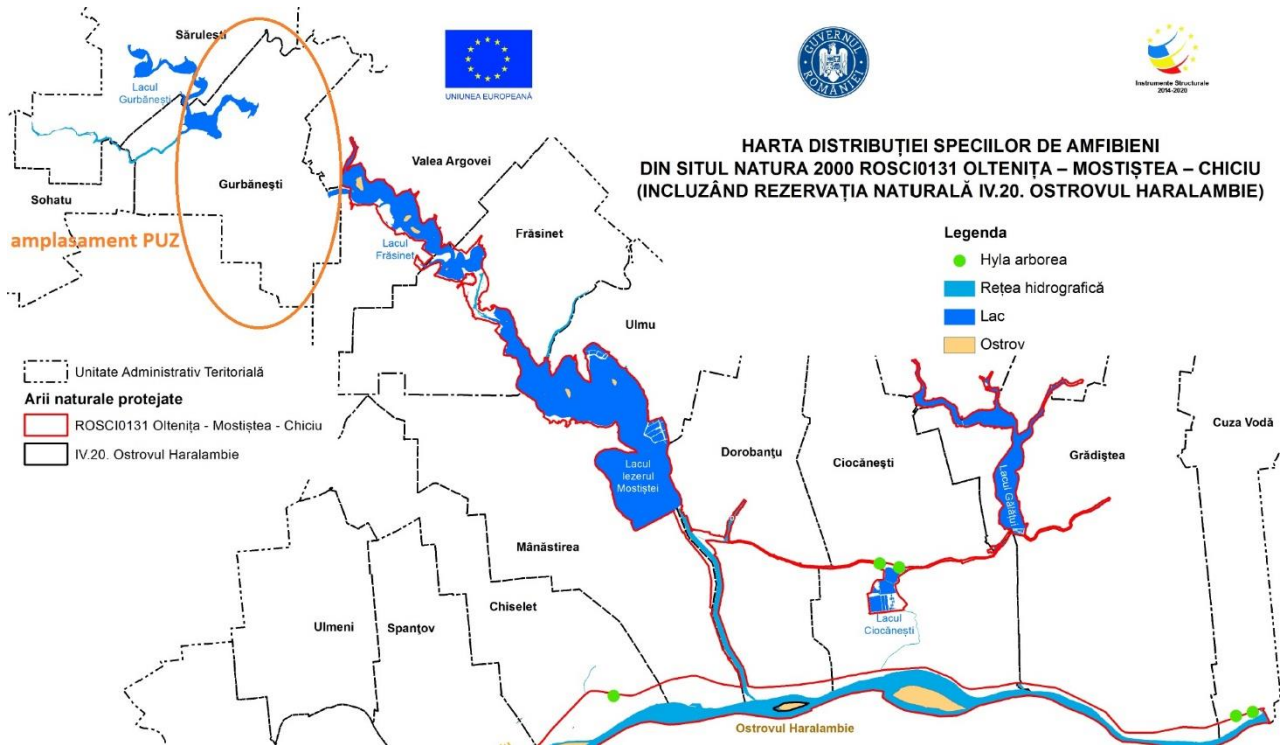 Sărulești
Lacul
Gurbănești
UNIUNEA EUROPEANĂ
GUVERNUL ROMÂNIEI
Instrumente Structurale
2014-2020
HARTA DISTRIBUȚIEI SPECIILOR DE AMFIBIENI
DIN SITUL NATURA 2000 ROSCI0131 OLTENIȚA – MOSTIȘTEA – CHICIU
(INCLUZÂND REZERVAȚIA NATURALĂ IV.20. OSTROVUL HARALAMBIE)
Valea Argovei
Gurbănești
Sohatu
amplasament PUZ
Lacul
Frăsinet
Frăsinet
Ulmu
Legenda
Hyla arborea
Rețea hidrografică
Lac
Ostrov
Unitate Administrativ Teritorială
Arii naturale protejate
ROSCI0131 Oltenița - Mostiștea - Chiciu
IV.20. Ostrovul Haralambie
Lacul
Iezerul
Mostiștei
Dorobanțu
Ciocănești
Grădiștea
Cuza Vodă
Lacul Gălățui
Mânăstirea
Chiselet
Ulmeni
Spanțov
Lacul
Ciocănești
Ostrovul Haralambie